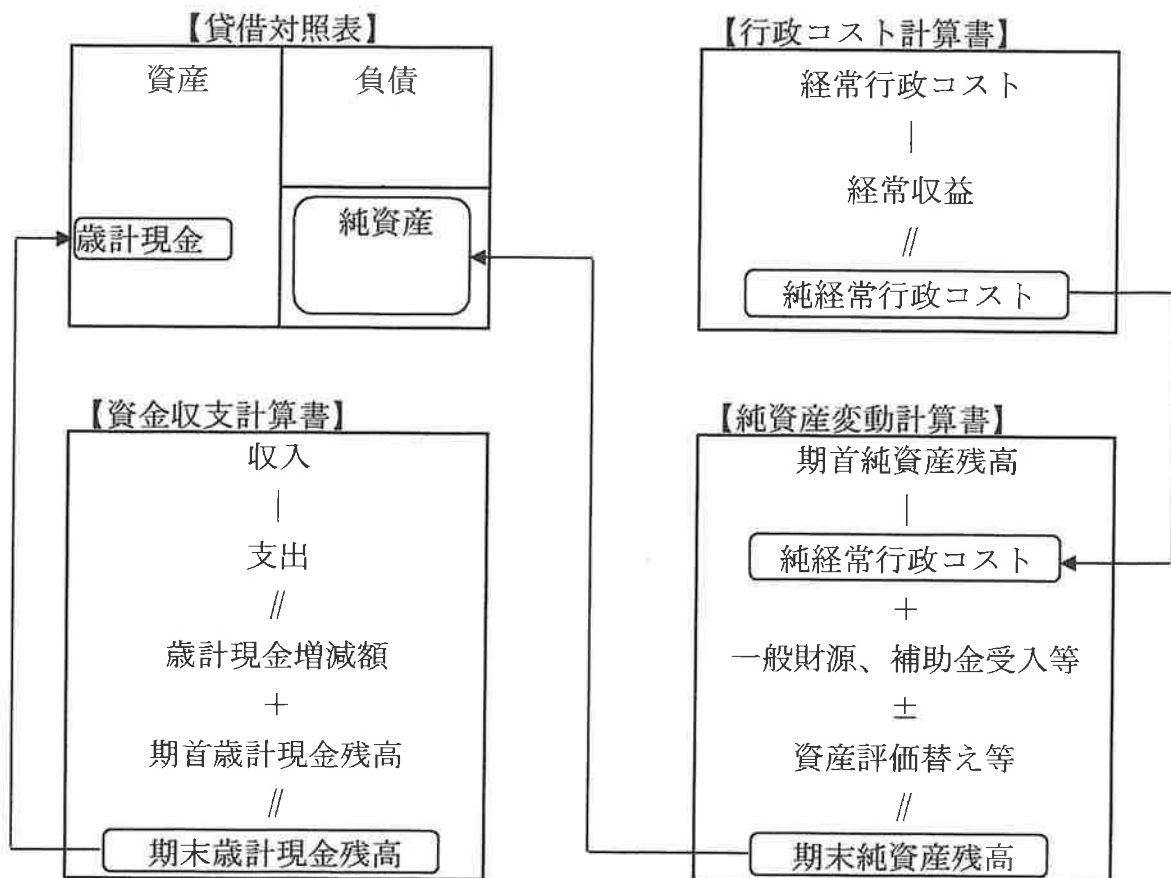 【貸借対照表】
資産
負債
歳計現金
純資産
【行政コスト計算書】
経常行政コスト
|
経常収益
//
純経常行政コスト
【資金収支計算書】
収入
|
支出
//
歳計現金増減額
+
期首歳計現金残高
//
期末歳計現金残高
【純資産変動計算書】
期首純資産残高
|
純経常行政コスト
+
一般財源、補助金受入等
±
資産評価替え等
//
期末純資産残高